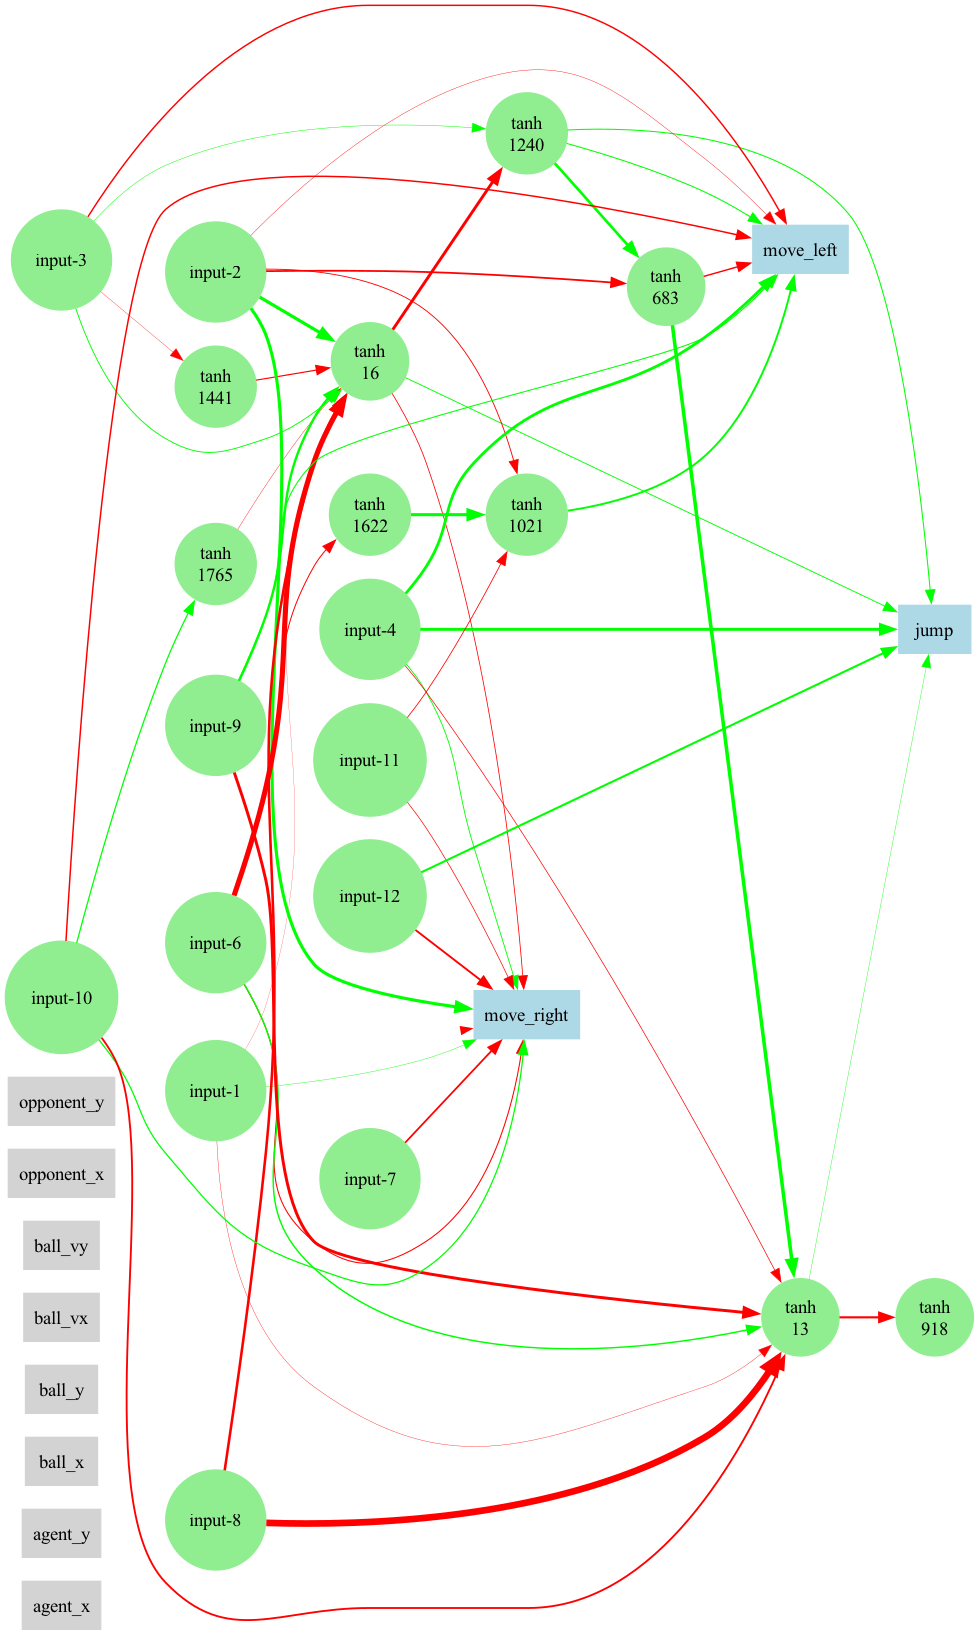 tanh
1240
move_left
input-3
input-2
tanh
683
tanh
16
tanh
1441
tanh
1622
tanh
1021
tanh
1765
input-4
jump
input-9
input-11
input-12
input-6
input-10
move_right
input-1
opponent_y
opponent_x
input-7
ball_vy
ball_vx
tanh
13
tanh
918
ball_y
ball_x
input-8
agent_y
agent_x